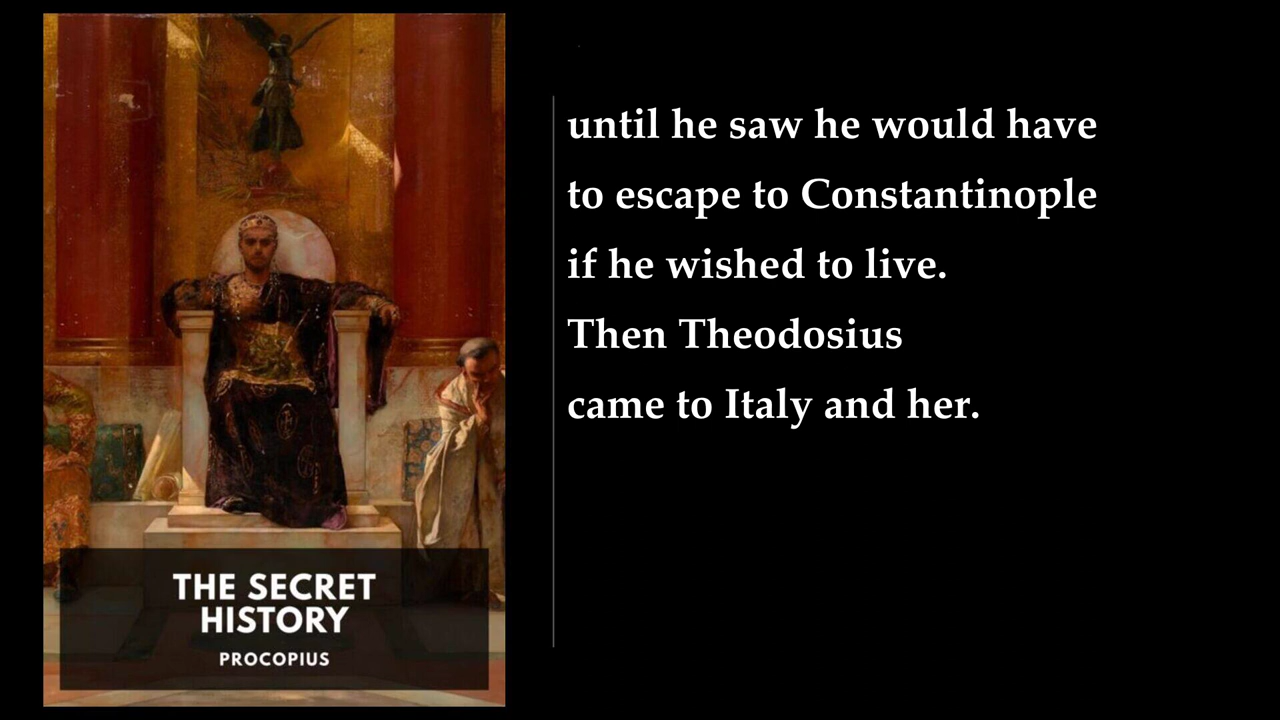 THE SECRET
HISTORY
PROCOPIUS
until he saw he would have
to escape to Constantinople
if he wished to live.
Then Theodosius
came to Italy and her.